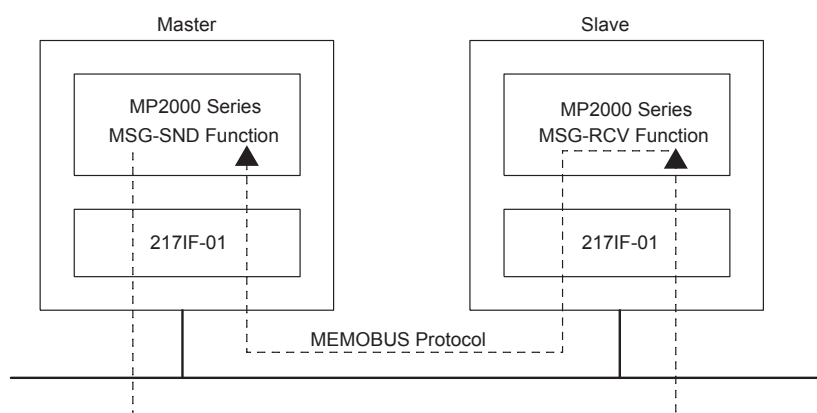 Master
Slave
MP2000 Series
MSG-SND Function
MP2000 Series
MSG-RCV Function
217IF-01
217IF-01
MEMOBUS Protocol